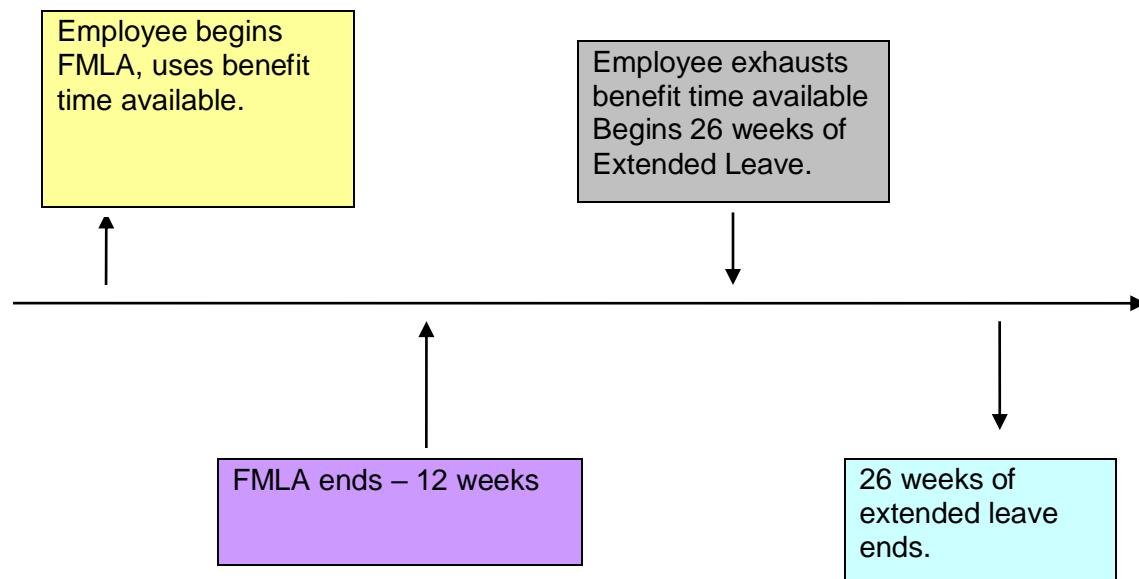 Employee begins
FMLA, uses benefit
time available.
Employee exhausts
benefit time available
Begins 26 weeks of
Extended Leave.
FMLA ends – 12 weeks
26 weeks of
extended leave
ends.